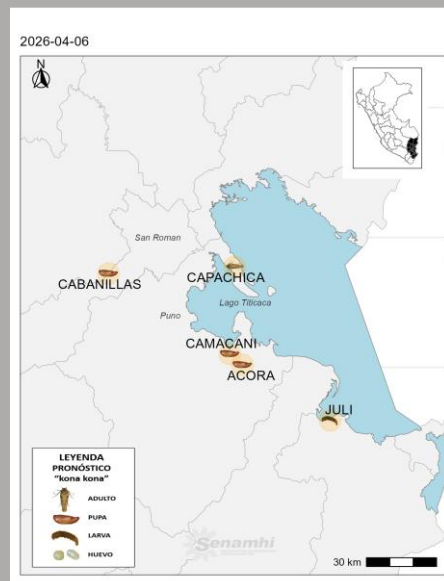 2026-04-06
N
San Roman
CABANILLAS
CAPACHICA
Lago Titicaca
Puno
CAMACANI
ACORA
JULI
LEYENDA
PRONÓSTICO
"kona kona"
ADULTO
PUPA
LARVA
HUEVO
Senamhi
30 km